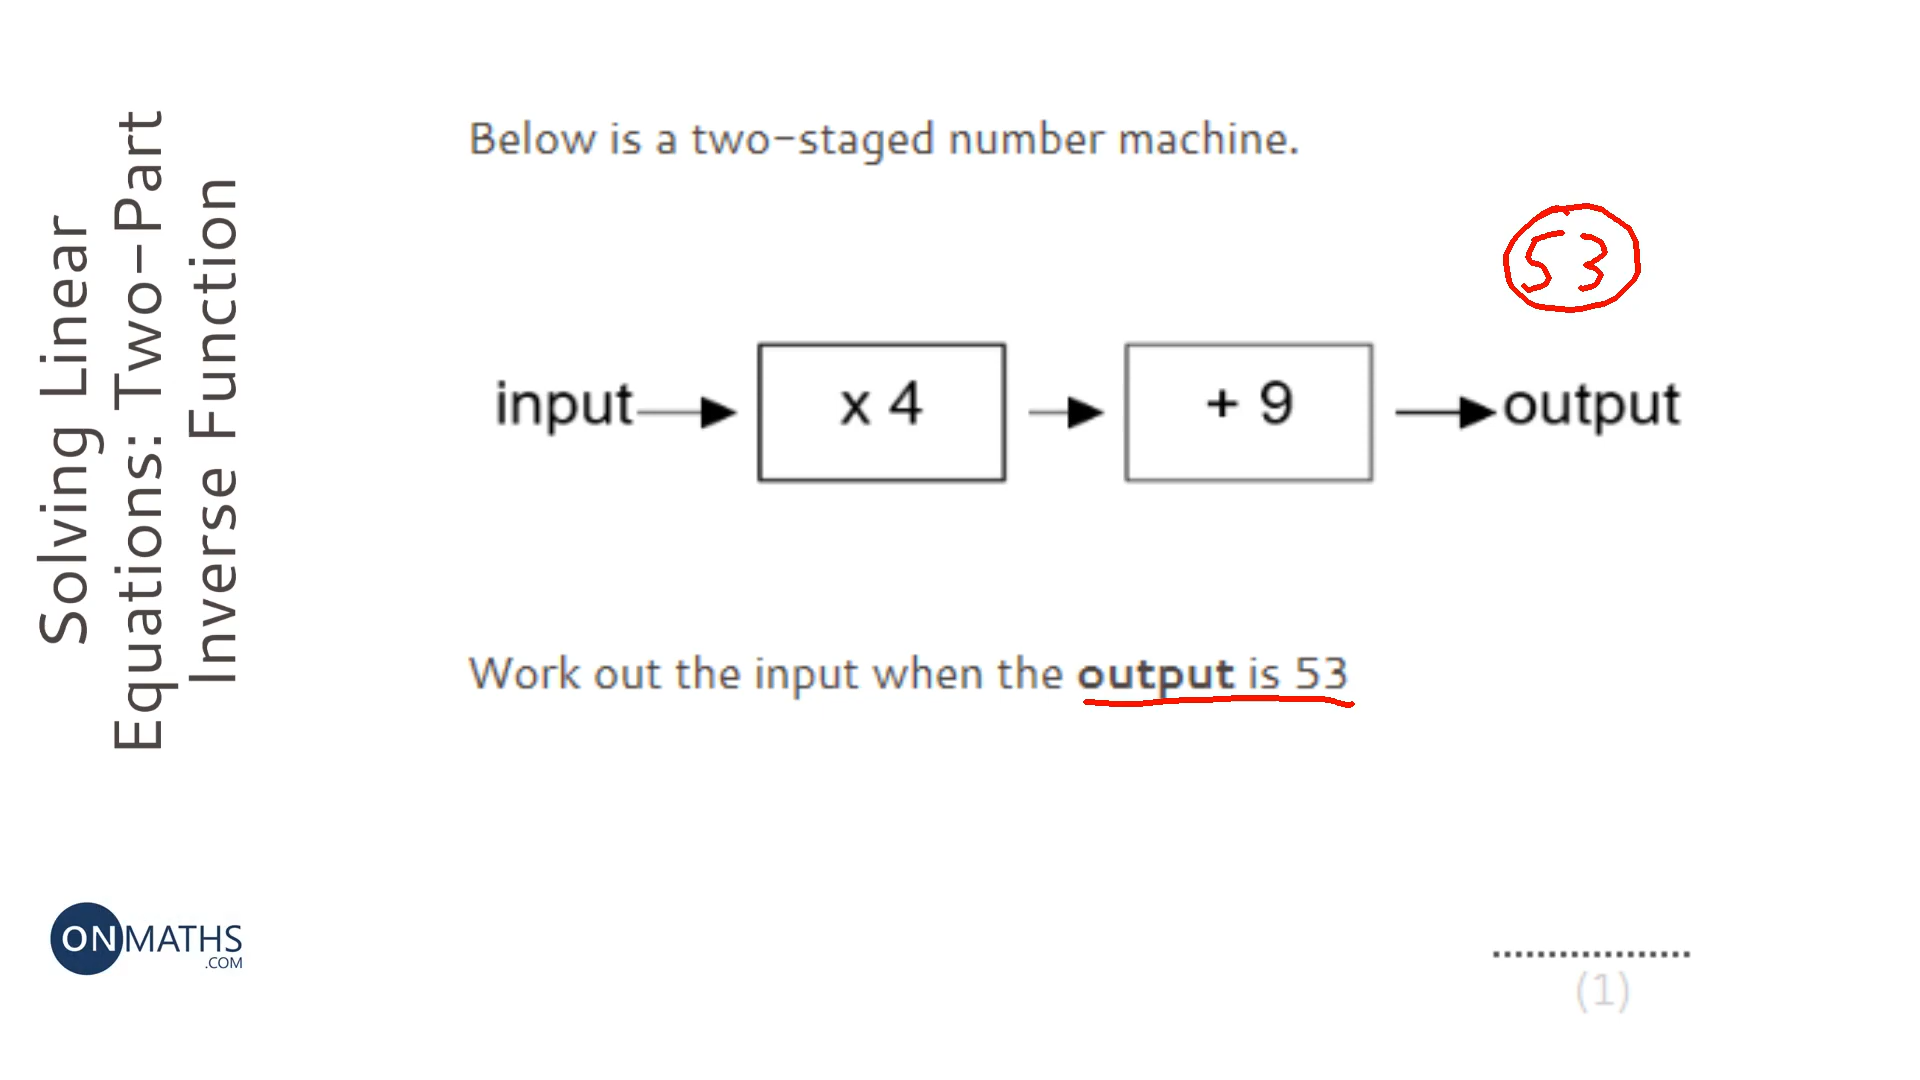 Solving Linear
Equations: Two-Part
Inverse Function
Below is a two-staged number machine.
53
input x 4 + 9 output
Work out the input when the output is 53
ONMATHS
.COM
(1)